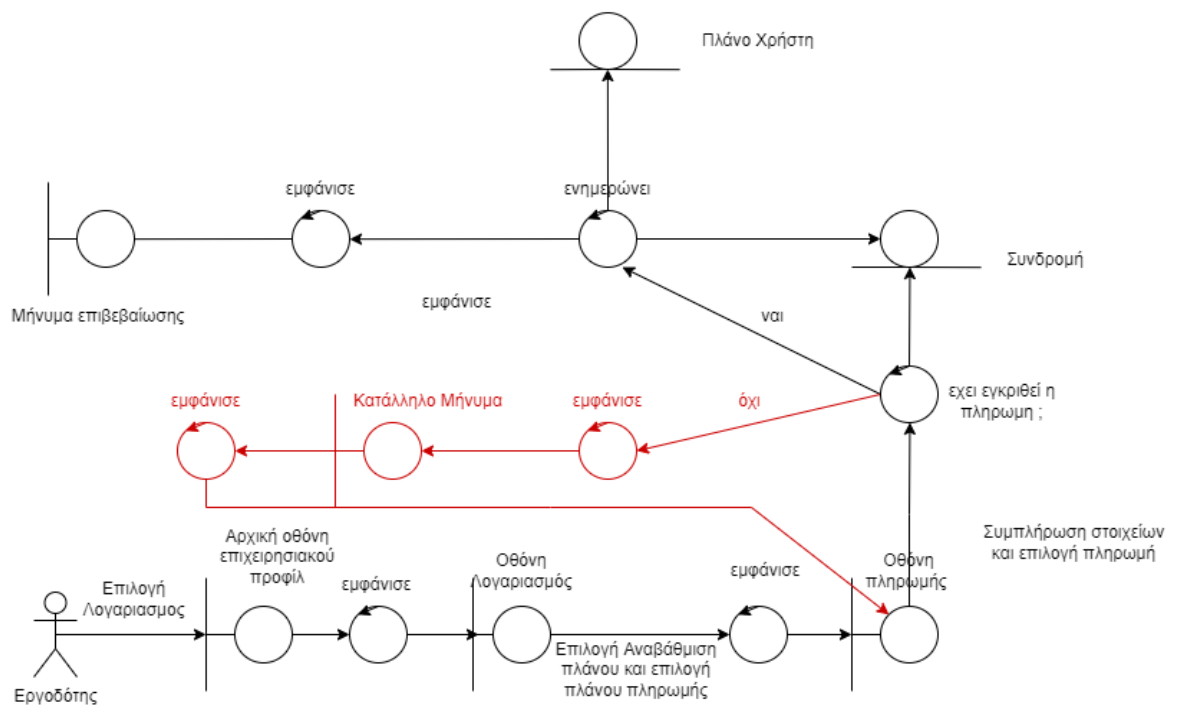 Πλάνο Χρήστη
εμφάνισε
ενημερώνει
Συνδρομή
Μήνυμα επιβεβαίωσης
εμφάνισε
ναι
εμφάνισε
Κατάλληλο Μήνυμα
εμφάνισε
όχι
εχει εγκριθεί η
πληρωμη ;
Αρχική οθόνη
επιχειρησιακού
προφίλ
Συμπλήρωση στοιχείων
και επιλογή πληρωμή
Επιλογή
Λογαριασμος
εμφάνισε
Οθόνη
Λογαριασμός
εμφάνισε
Οθόνη
πληρωμής
Επιλογή Αναβάθμιση
πλάνου και επιλογή
πλάνου πληρωμής
Εργοδότης